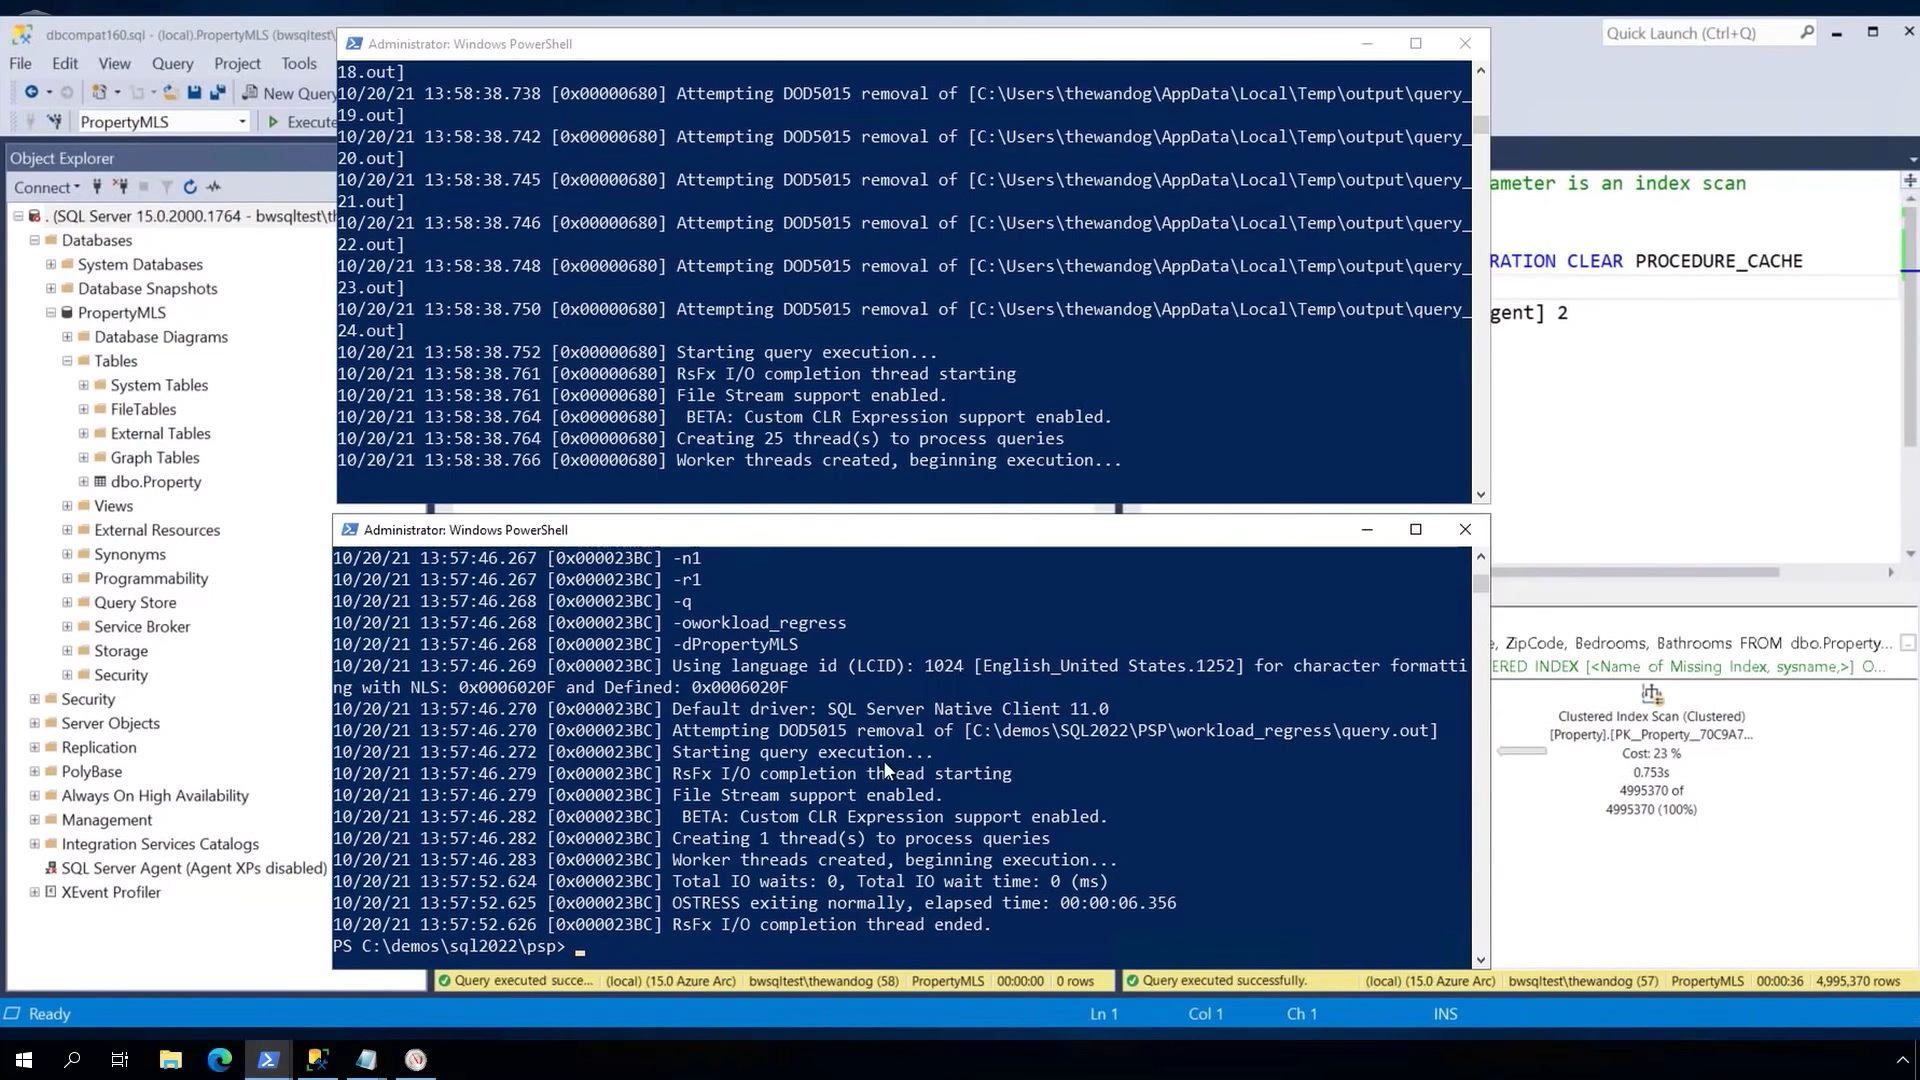 dbcompat160.sql - (local).PropertyMLS (bwsqltest\
Quick Launch (Ctrl+Q)
File Edit View Query Project Tools
New Query
PropertyMLS
Execute
Object Explorer
Connect
. (SQL Server 15.0.2000.1764 - bwsqltest\th
Databases
System Databases
Database Snapshots
PropertyMLS
Database Diagrams
Tables
System Tables
FileTables
External Tables
Graph Tables
dbo.Property
Views
External Resources
Synonyms
Programmability
Query Store
Service Broker
Storage
Security
Security
Server Objects
Replication
PolyBase
Always On High Availability
Management
Integration Services Catalogs
SQL Server Agent (Agent XPs disabled)
XEvent Profiler
Administrator: Windows PowerShell
18.out]
10/20/21 13:58:38.738 [0x00000680] Attempting DOD5015 removal of [C:\Users\thewandog\AppData\Local\Temp\output\query_
19.out]
10/20/21 13:58:38.742 [0x00000680] Attempting DOD5015 removal of [C:\Users\thewandog\AppData\Local\Temp\output\query_
20.out]
10/20/21 13:58:38.745 [0x00000680] Attempting DOD5015 removal of [C:\Users\thewandog\AppData\Local\Temp\output\query_
21.out]
10/20/21 13:58:38.746 [0x00000680] Attempting DOD5015 removal of [C:\Users\thewandog\AppData\Local\Temp\output\query_
22.out]
10/20/21 13:58:38.748 [0x00000680] Attempting DOD5015 removal of [C:\Users\thewandog\AppData\Local\Temp\output\query_
23.out]
10/20/21 13:58:38.750 [0x00000680] Attempting DOD5015 removal of [C:\Users\thewandog\AppData\Local\Temp\output\query_
24.out]
10/20/21 13:58:38.752 [0x00000680] Starting query execution...
10/20/21 13:58:38.761 [0x00000680] RsFx I/O completion thread starting
10/20/21 13:58:38.761 [0x00000680] File Stream support enabled.
10/20/21 13:58:38.764 [0x00000680]  BETA: Custom CLR Expression support enabled.
10/20/21 13:58:38.764 [0x00000680] Creating 25 thread(s) to process queries
10/20/21 13:58:38.766 [0x00000680] Worker threads created, beginning execution...
Administrator: Windows PowerShell
10/20/21 13:57:46.267 [0x000023BC] -n1
10/20/21 13:57:46.267 [0x000023BC] -r1
10/20/21 13:57:46.268 [0x000023BC] -q
10/20/21 13:57:46.268 [0x000023BC] -oworkload_regress
10/20/21 13:57:46.268 [0x000023BC] -dPropertyMLS
10/20/21 13:57:46.269 [0x000023BC] Using language id (LCID): 1024 [English_United States.1252] for character formatti
ng with NLS: 0x0006020F and Defined: 0x0006020F
10/20/21 13:57:46.270 [0x000023BC] Default driver: SQL Server Native Client 11.0
10/20/21 13:57:46.270 [0x000023BC] Attempting DOD5015 removal of [C:\demos\SQL2022\PSP\workload_regress\query.out]
10/20/21 13:57:46.272 [0x000023BC] Starting query execution...
10/20/21 13:57:46.279 [0x000023BC] RsFx I/O completion thread starting
10/20/21 13:57:46.279 [0x000023BC] File Stream support enabled.
10/20/21 13:57:46.282 [0x000023BC]  BETA: Custom CLR Expression support enabled.
10/20/21 13:57:46.282 [0x000023BC] Creating 1 thread(s) to process queries
10/20/21 13:57:46.283 [0x000023BC] Worker threads created, beginning execution...
10/20/21 13:57:52.624 [0x000023BC] Total IO waits: 0, Total IO wait time: 0 (ms)
10/20/21 13:57:52.625 [0x000023BC] OSTRESS exiting normally, elapsed time: 00:00:06.356
10/20/21 13:57:52.626 [0x000023BC] RsFx I/O completion thread ended.
PS C:\demos\sql2022\psp>
ameter is an index scan
RATION CLEAR PROCEDURE_CACHE
gent] 2
, ZipCode, Bedrooms, Bathrooms FROM dbo.Property...
ERED INDEX [<Name of Missing Index, sysname,>] O...
Clustered Index Scan (Clustered)
[Property].[PK__Property__70C9A7...
Cost: 23 %
0.753s
4995370 of
4995370 (100%)
Query executed succe... (local) (15.0 Azure Arc) bwsqltest\thewandog (58) PropertyMLS 00:00:00 0 rows
Query executed successfully. (local) (15.0 Azure Arc) bwsqltest\thewandog (57) PropertyMLS 00:00:36 4,995,370 rows
Ready Ln 1 Col 1 Ch 1 INS